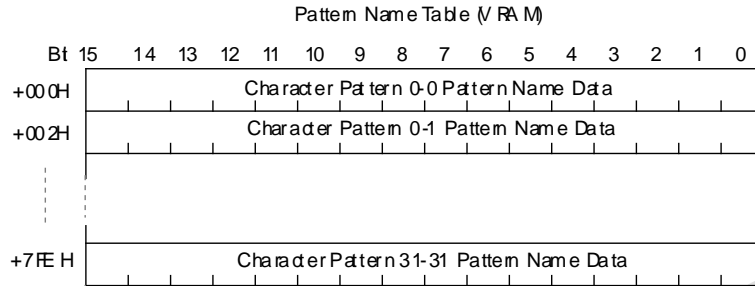 Pattern Name Table (VRAM)
Bit 15 14 13 12 11 10 9 8 7 6 5 4 3 2 1 0
+000H Character Pattern 0-0 Pattern Name Data
+002H Character Pattern 0-1 Pattern Name Data
+7FEH Character Pattern 31-31 Pattern Name Data